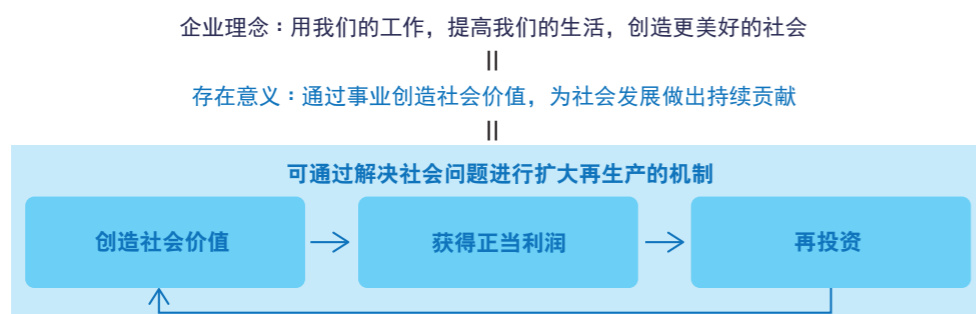 企业理念：用我们的工作，提高我们的生活，创造更美好的社会
||
存在意义：通过事业创造社会价值，为社会发展做出持续贡献
||
可通过解决社会问题进行扩大再生产的机制
创造社会价值
获得正当利润
再投资